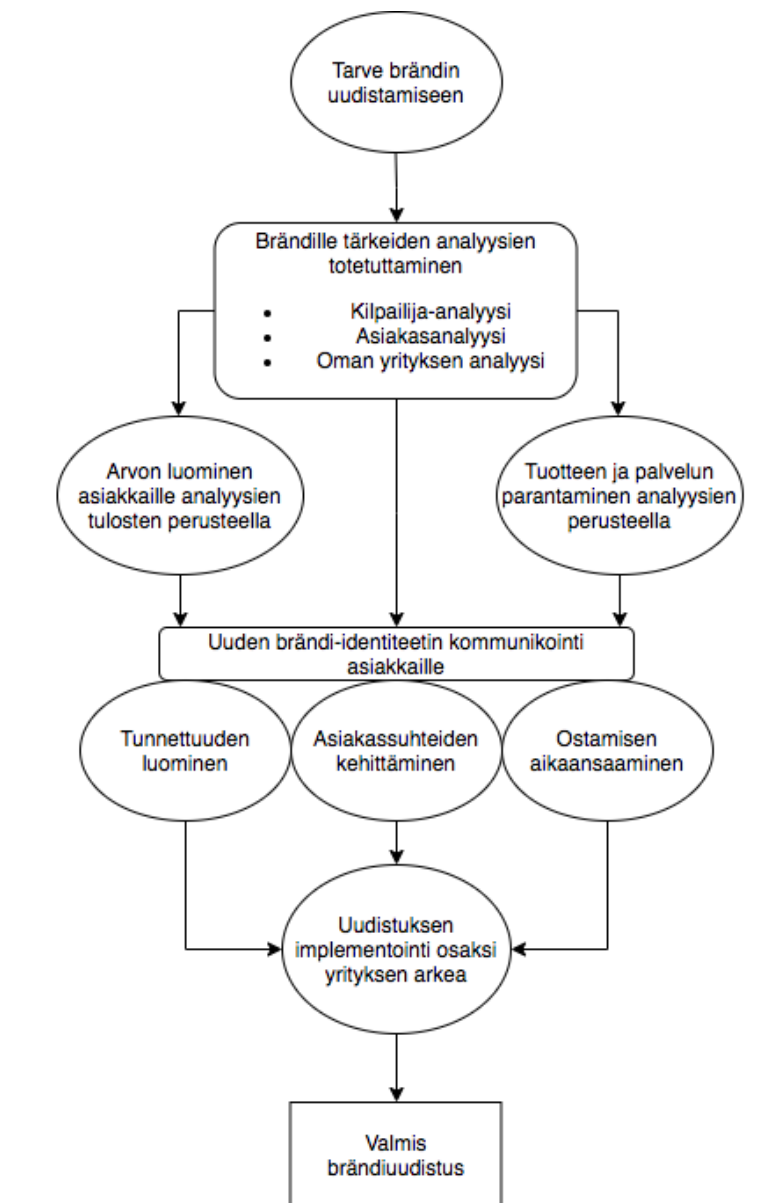 Tarve brändin
uudistamiseen
Brändille tärkeiden analyysien
totetuttaminen
• Kilpailija-analyysi
• Asiakasanalyysi
• Oman yrityksen analyysi
Arvon luominen
asiakkaille analyysien
tulosten perusteella
Tuotteen ja palvelun
parantaminen analyysien
perusteella
Uuden brändi-identiteetin kommunikointi
asiakkaille
Tunnettuuden
luominen
Asiakassuhteiden
kehittäminen
Ostamisen
aikaansaaminen
Uudistuksen
implementointi osaksi
yrityksen arkea
Valmis
brändiuudistus